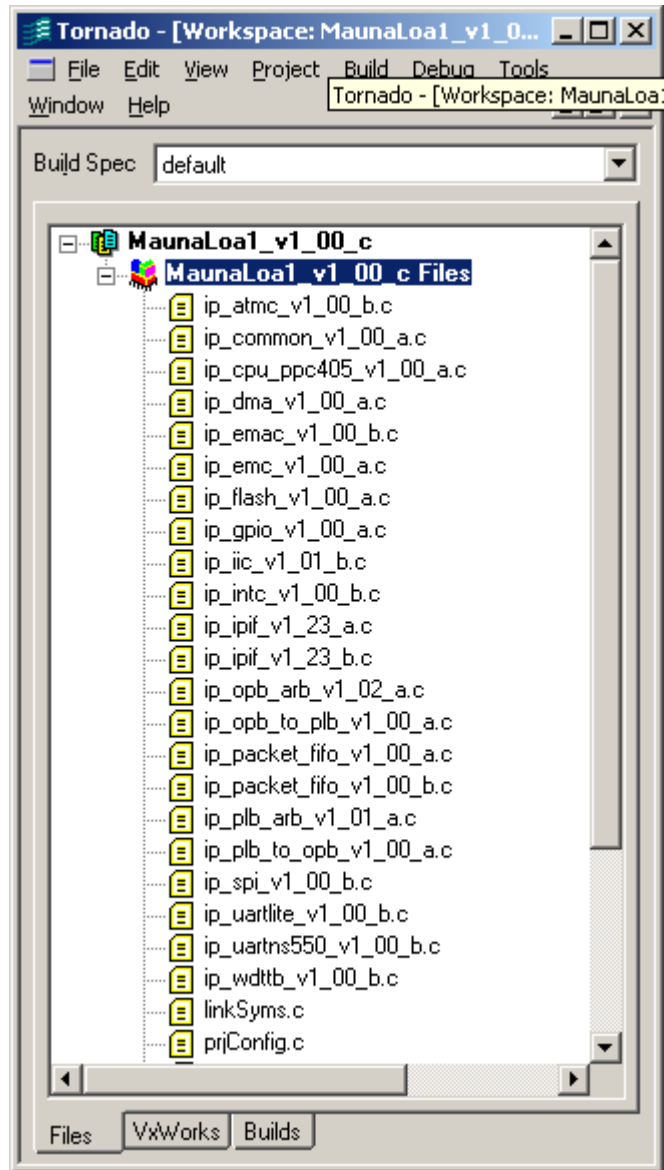 Tornado - [Workspace: MaunaLoa1_v1_0...
File Edit View Project Build Debug Tools
Window Help
Tornado - [Workspace: MaunaLoa1
Build Spec default
MaunaLoa1_v1_00_c
MaunaLoa1_v1_00_c Files
ip_atmc_v1_00_b.c
ip_common_v1_00_a.c
ip_cpu_ppc405_v1_00_a.c
ip_dma_v1_00_a.c
ip_emac_v1_00_b.c
ip_emc_v1_00_a.c
ip_flash_v1_00_a.c
ip_gpio_v1_00_a.c
ip_iic_v1_01_b.c
ip_intc_v1_00_b.c
ip_ipif_v1_23_a.c
ip_ipif_v1_23_b.c
ip_opb_arb_v1_02_a.c
ip_opb_to_plb_v1_00_a.c
ip_packet_fifo_v1_00_a.c
ip_packet_fifo_v1_00_b.c
ip_plb_arb_v1_01_a.c
ip_plb_to_opb_v1_00_a.c
ip_spi_v1_00_b.c
ip_uartlite_v1_00_b.c
ip_uartns550_v1_00_b.c
ip_wdttb_v1_00_b.c
linkSyms.c
prjConfig.c
Files VxWorks Builds